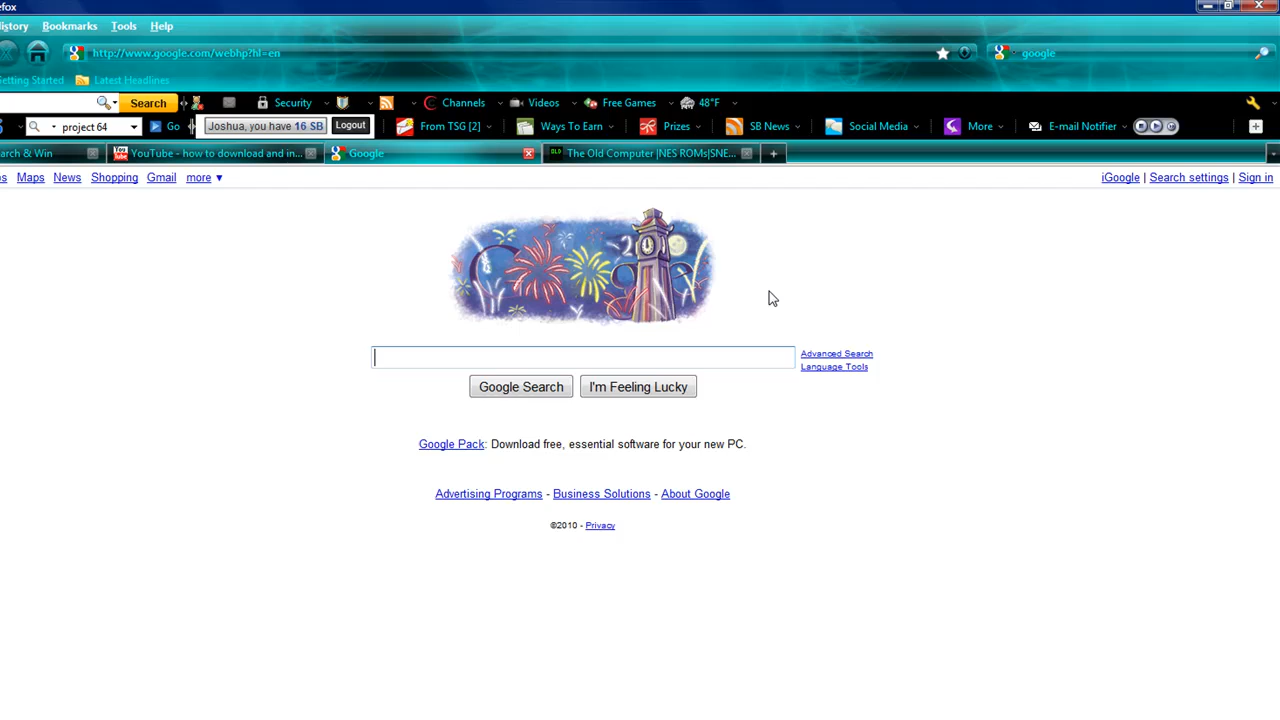 efox
istory Bookmarks Tools Help
http://www.google.com/webhp?hl=en google
etting Started Latest Headlines
Search Security Channels Videos Free Games 48°F
project 64 Go Joshua, you have 16 SB Logout From TSG [2] Ways To Earn Prizes SB News Social Media More E-mail Notifier
arch & Win YouTube - how to download and in... Google The Old Computer |NES ROMs|SNE...
s Maps News Shopping Gmail more ▼ iGoogle | Search settings | Sign in
Advanced Search
Language Tools
Google Search I'm Feeling Lucky
Google Pack: Download free, essential software for your new PC.
Advertising Programs - Business Solutions - About Google
©2010 - Privacy